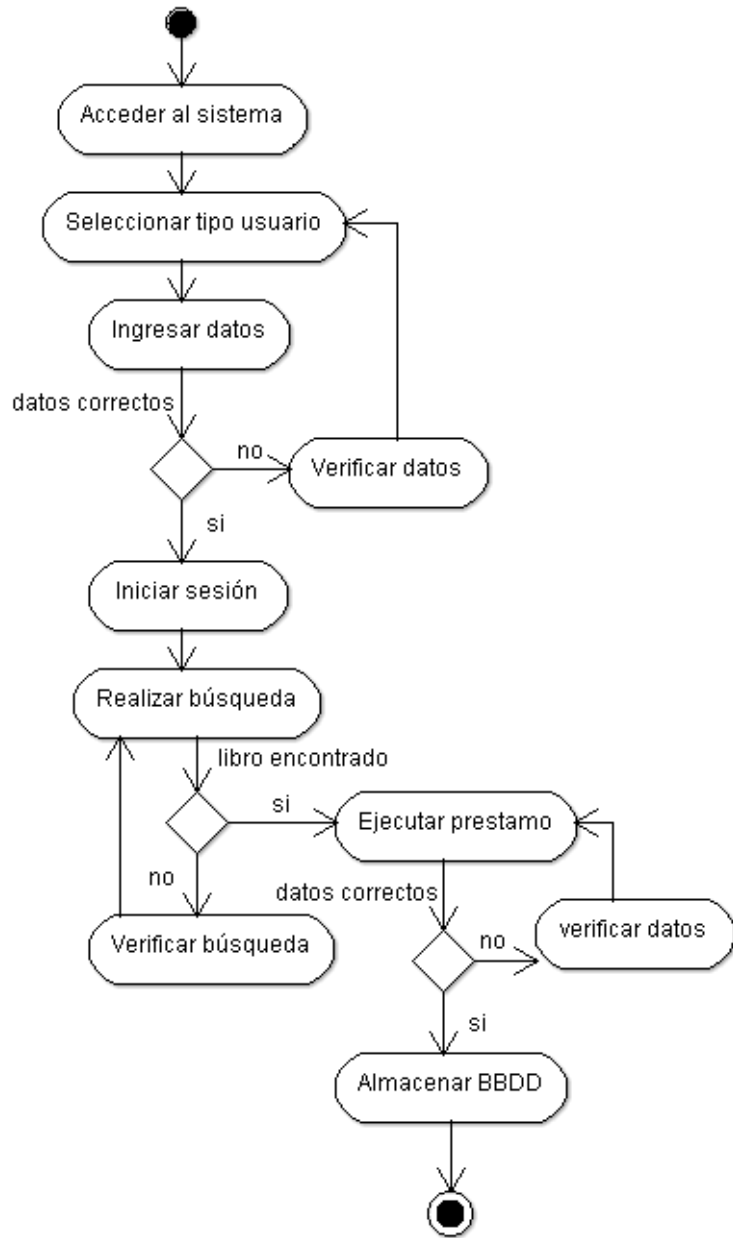 Acceder al sistema
Seleccionar tipo usuario
Ingresar datos
datos correctos
no
Verificar datos
si
Iniciar sesión
Realizar búsqueda
libro encontrado
si
Ejecutar prestamo
no
datos correctos
Verificar búsqueda
no
verificar datos
si
Almacenar BBDD